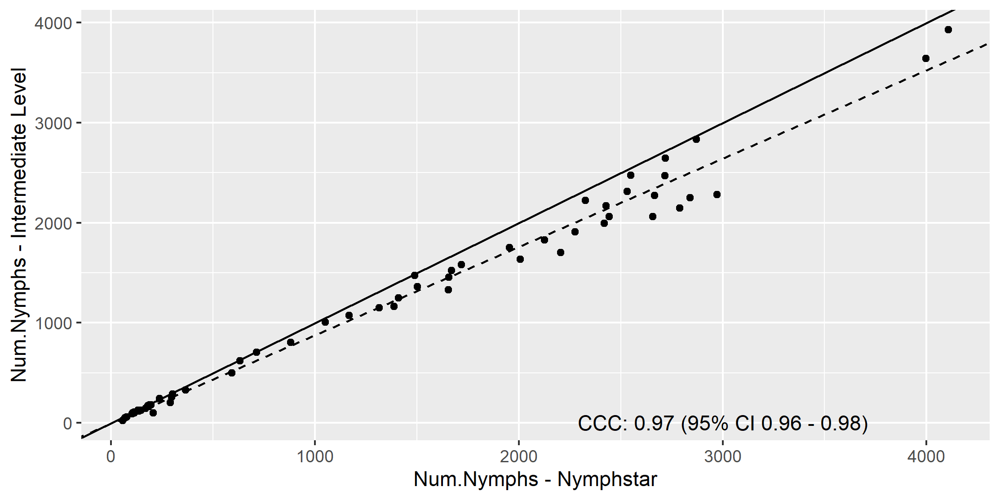 Num.Nymphs - Intermediate Level
4000
3000
2000
1000
0
CCC: 0.97 (95% CI 0.96 - 0.98)
0 1000 2000 3000 4000
Num.Nymphs - Nymphstar